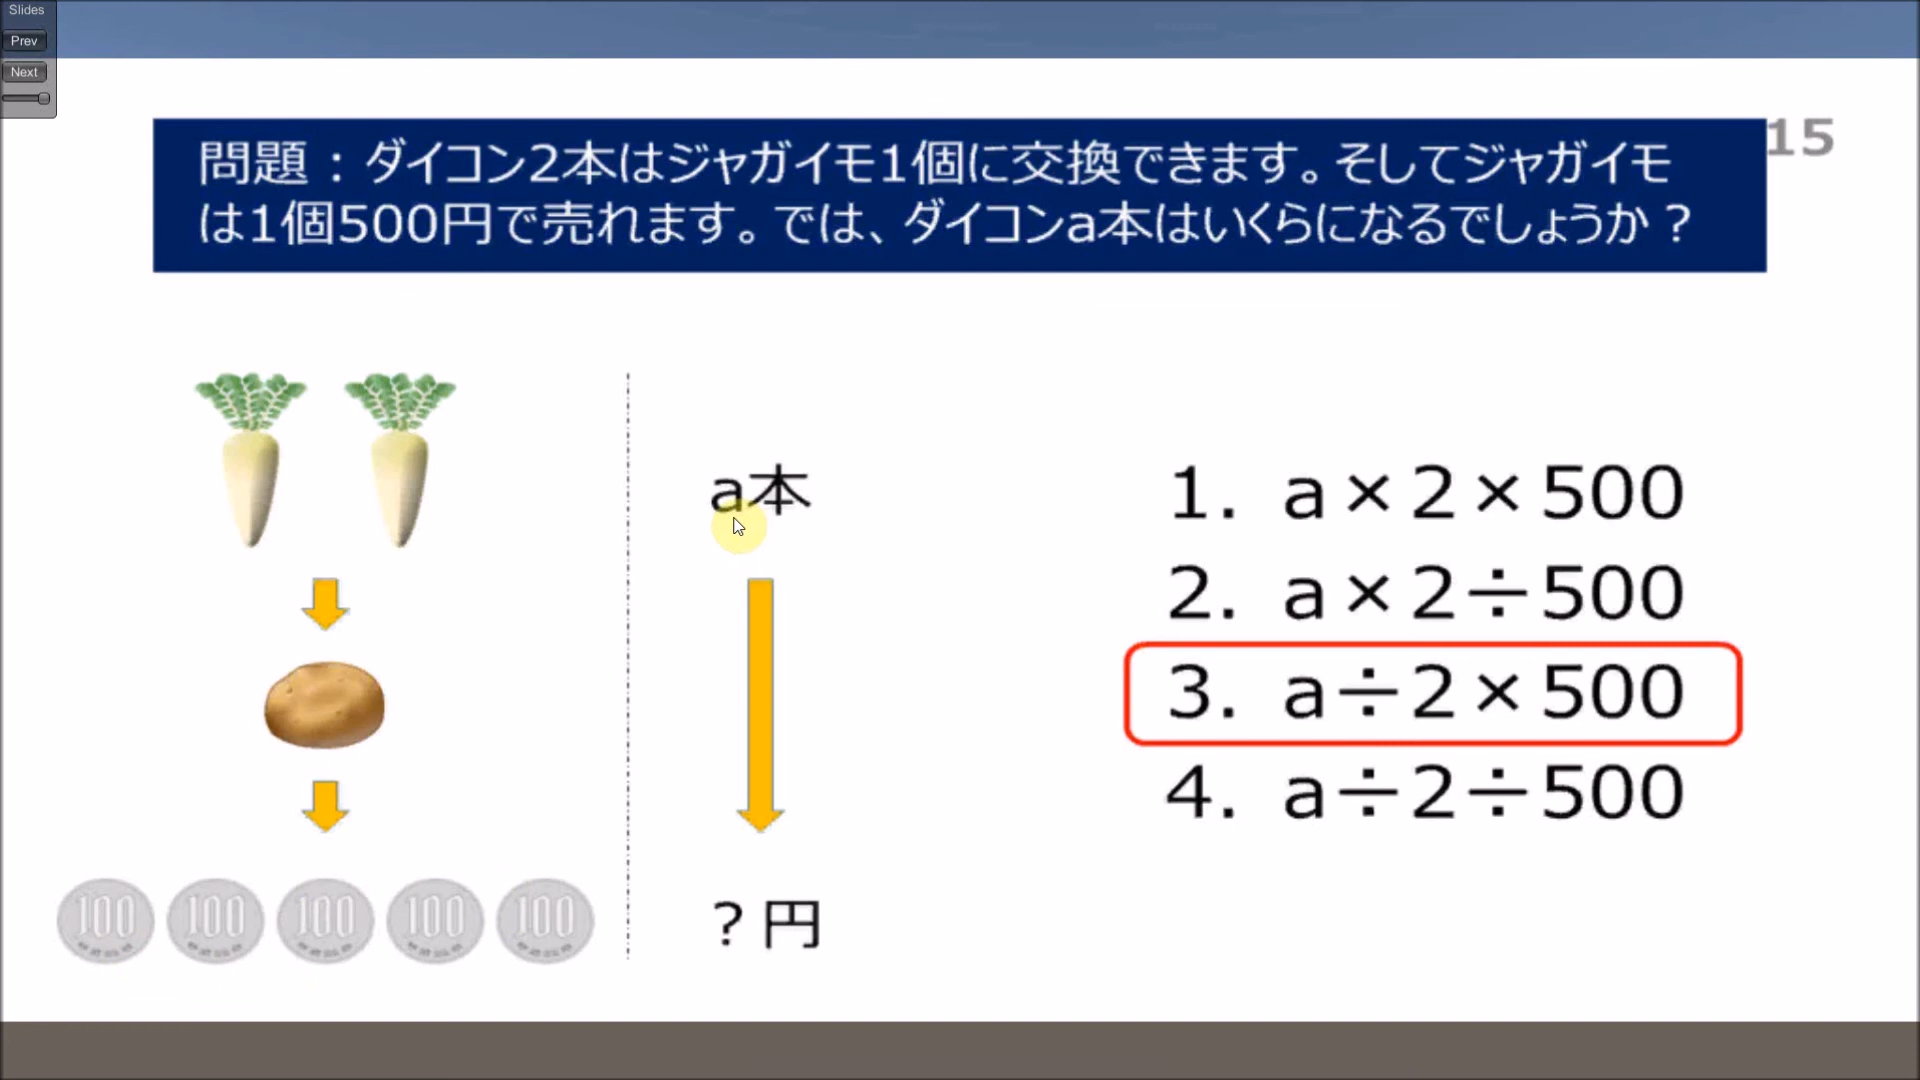 Slides
Prev
Next
15
問題：ダイコン2本はジャガイモ1個に交換できます。そしてジャガイモ
は1個500円で売れます。では、ダイコンa本はいくらになるでしょうか？
a本
？円
1. a×2×500
2. a×2÷500
3. a÷2×500
4. a÷2÷500
100 100 100 100 100